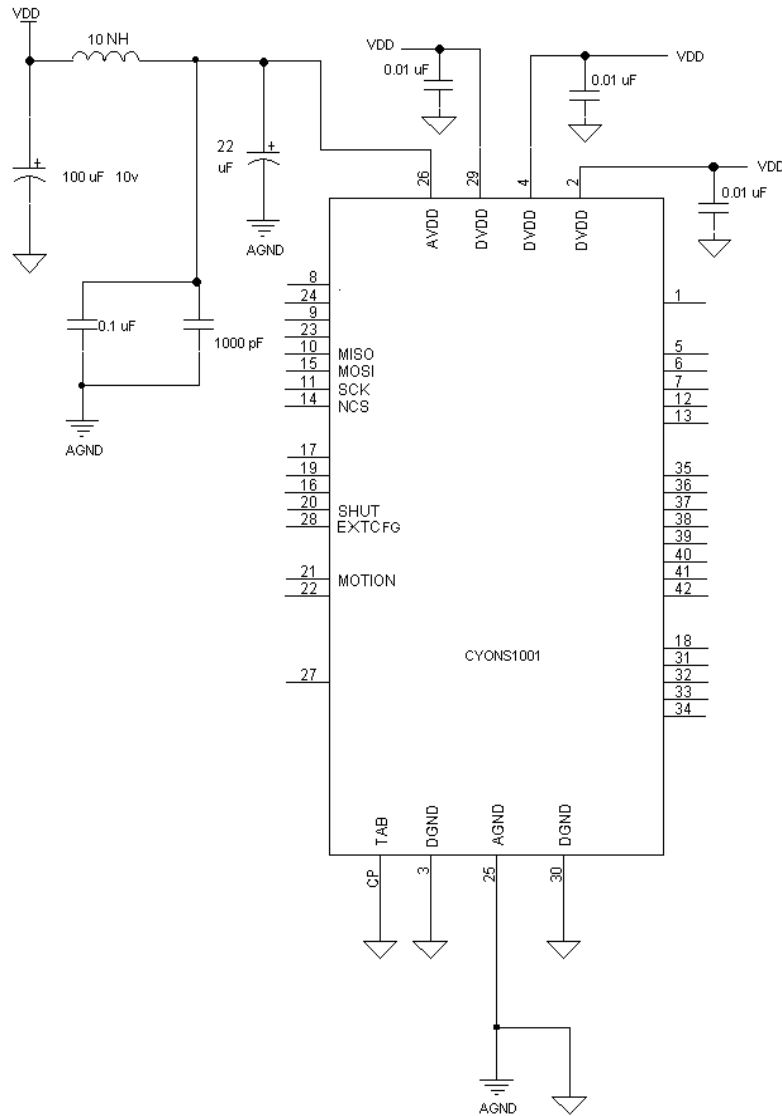 VDD
10 NH
VDD
0.01 uF
VDD
0.01 uF
22
uF
100 uF 10v
26
29
4
2
VDD
0.01 uF
AGND
AVDD
DVDD
DVDD
DVDD
8
24
1
9
0.1 uF
23
1000 pF
10
MISO
5
15
MOSI
6
11
SCK
7
14
NCS
12
13
AGND
17
19
35
16
36
20
SHUT
37
28
EXTCFG
38
39
40
21
MOTION
41
22
42
18
CYONS1001
31
27
32
33
34
TAB
DGND
AGND
DGND
CP
3
25
30
AGND